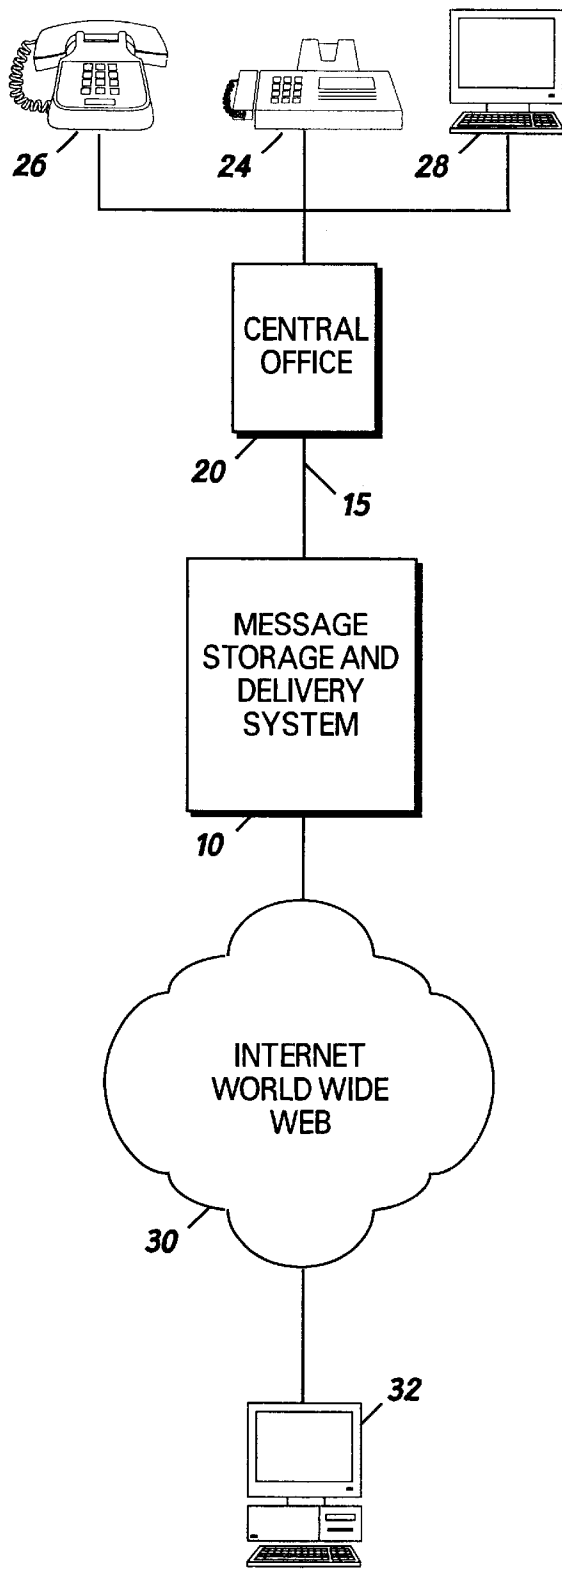 26
24
28
CENTRAL
OFFICE
20
15
MESSAGE
STORAGE AND
DELIVERY
SYSTEM
10
INTERNET
WORLD WIDE
WEB
30
32